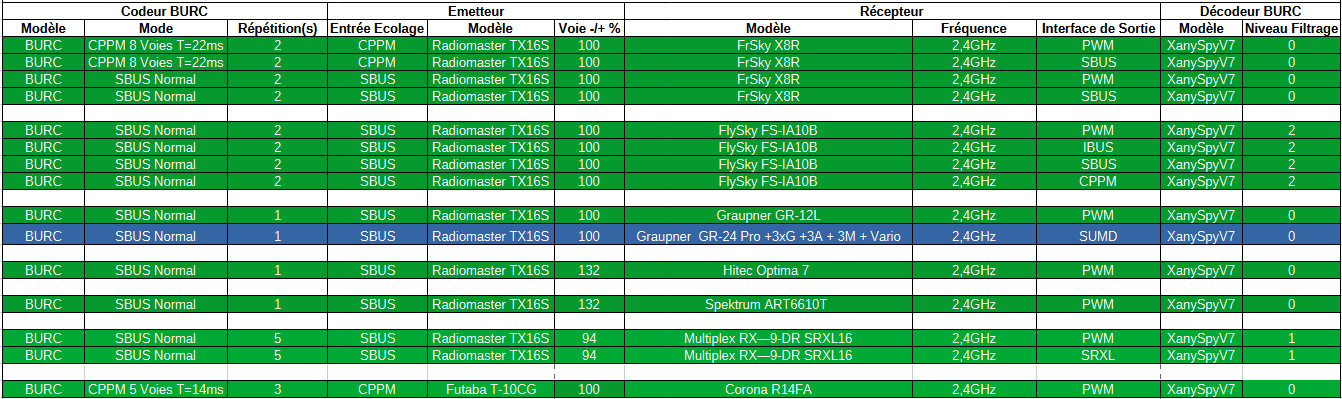 Codeur BURC Emetteur Récepteur Décodeur BURC
Modèle Mode Répétition(s) Entrée Ecolage Modèle Voie -/+ % Modèle Fréquence Interface de Sortie Modèle Niveau Filtrage
BURC CPPM 8 Voies T=22ms 2 CPPM Radiomaster TX16S 100 FrSky X8R 2,4GHz PWM XanySpyV7 0
BURC CPPM 8 Voies T=22ms 2 CPPM Radiomaster TX16S 100 FrSky X8R 2,4GHz SBUS XanySpyV7 0
BURC SBUS Normal 2 SBUS Radiomaster TX16S 100 FrSky X8R 2,4GHz PWM XanySpyV7 0
BURC SBUS Normal 2 SBUS Radiomaster TX16S 100 FrSky X8R 2,4GHz SBUS XanySpyV7 0
BURC SBUS Normal 2 SBUS Radiomaster TX16S 100 FlySky FS-IA10B 2,4GHz PWM XanySpyV7 2
BURC SBUS Normal 2 SBUS Radiomaster TX16S 100 FlySky FS-IA10B 2,4GHz IBUS XanySpyV7 2
BURC SBUS Normal 2 SBUS Radiomaster TX16S 100 FlySky FS-IA10B 2,4GHz SBUS XanySpyV7 2
BURC SBUS Normal 2 SBUS Radiomaster TX16S 100 FlySky FS-IA10B 2,4GHz CPPM XanySpyV7 2
BURC SBUS Normal 1 SBUS Radiomaster TX16S 100 Graupner GR-12L 2,4GHz PWM XanySpyV7 0
BURC SBUS Normal 1 SBUS Radiomaster TX16S 100 Graupner GR-24 Pro +3xG +3A + 3M + Vario 2,4GHz SUMD XanySpyV7 0
BURC SBUS Normal 1 SBUS Radiomaster TX16S 132 Hitec Optima 7 2,4GHz PWM XanySpyV7 0
BURC SBUS Normal 1 SBUS Radiomaster TX16S 132 Spektrum ART6610T 2,4GHz PWM XanySpyV7 0
BURC SBUS Normal 5 SBUS Radiomaster TX16S 94 Multiplex RX—9-DR SRXL16 2,4GHz PWM XanySpyV7 1
BURC SBUS Normal 5 SBUS Radiomaster TX16S 94 Multiplex RX—9-DR SRXL16 2,4GHz SRXL XanySpyV7 1
BURC CPPM 5 Voies T=14ms 3 CPPM Futaba T-10CG 100 Corona R14FA 2,4GHz PWM XanySpyV7 0